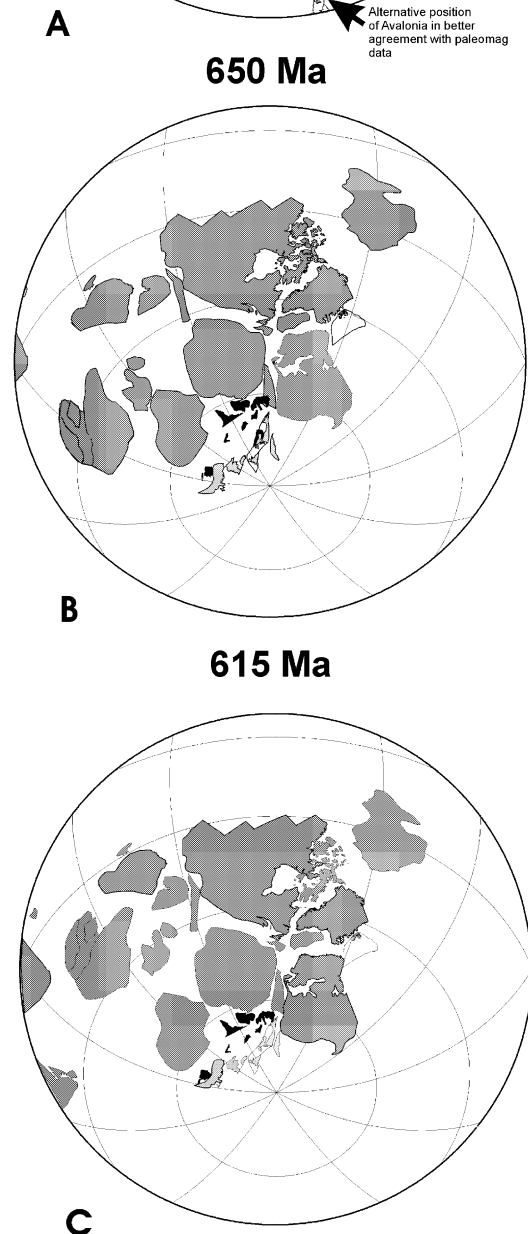 A
Alternative position
of Avalonia in better
agreement with paleomag
data
650 Ma
B
615 Ma
C